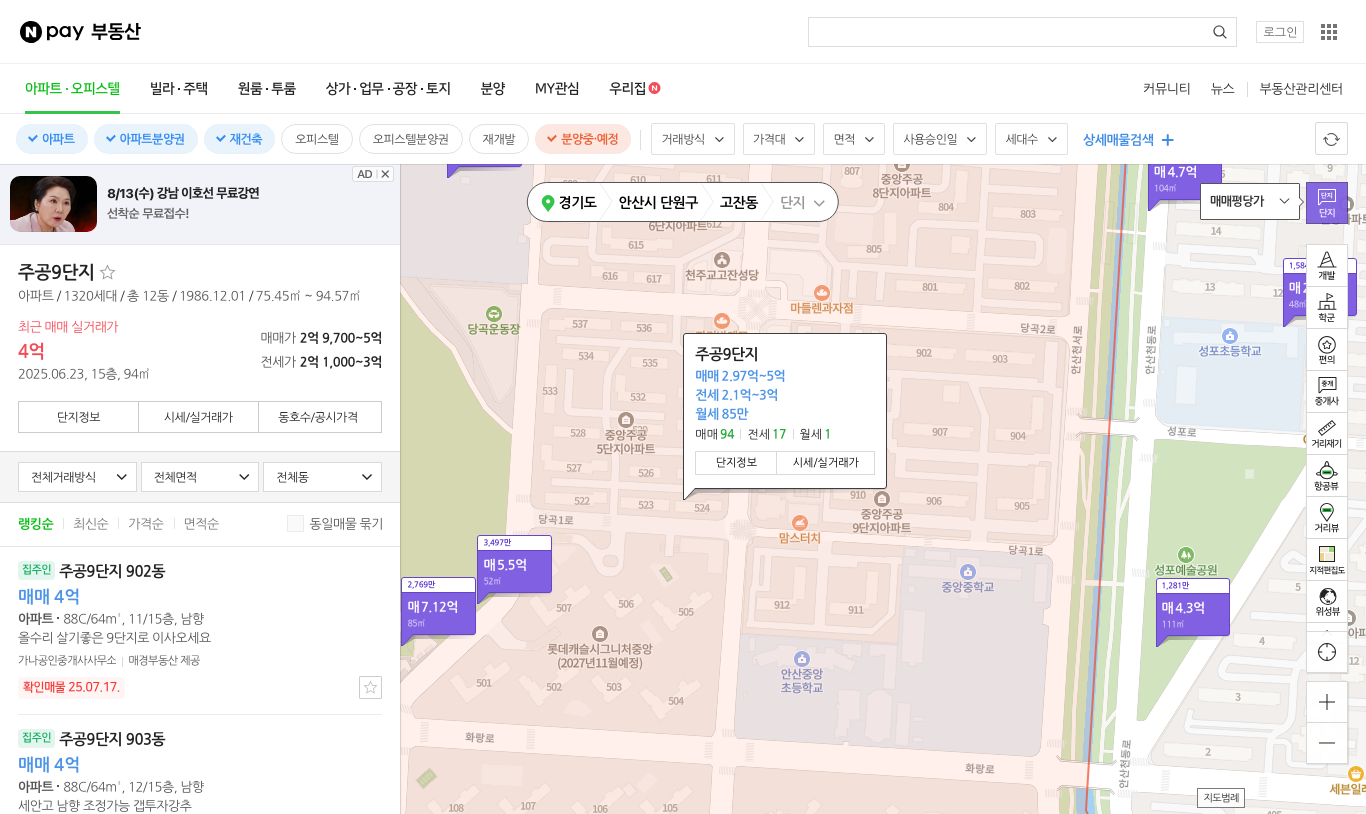 N pay 부동산
로그인
아파트·오피스텔
빌라·주택
원룸·투룸
상가·업무·공장·토지
분양
MY관심
우리집 N
커뮤니티
뉴스
부동산관리센터
아파트
아파트분양권
재건축
오피스텔
오피스텔분양권
재개발
분양중·예정
거래방식
가격대
면적
사용승인일
세대수
상세매물검색
AD
8/13(수) 강남 이호선 무료강연
선착순 무료접수!
주공9단지
아파트 / 1320세대 / 총 12동 / 1986.12.01 / 75.45㎡ ~ 94.57㎡
최근 매매 실거래가
4억
2025.06.23, 15층, 94㎡
매매가 2억 9,700~5억
전세가 2억 1,000~3억
단지정보
시세/실거래가
동호수/공시가격
전체거래방식
전체면적
전체동
랭킹순
최신순
가격순
면적순
동일매물 묶기
집주인 주공9단지 902동
매매 4억
아파트 · 88C/64m², 11/15층, 남향
올수리 살기좋은 9단지로 이사오세요
가나공인중개사사무소 | 매경부동산 제공
확인매물 25.07.17.
집주인 주공9단지 903동
매매 4억
아파트 · 88C/64m², 12/15층, 남향
세안고 남향 조정가능 갭투자강추
경기도
안산시 단원구
고잔동
단지
중앙주공
8단지아파트
매 4.7억
104㎡
13
9
매매평당가
단지
단지
6단지아파트
612
615
616
617
천주교고잔성당
805
801
802
14
13
마들렌과자점
당곡운동장
537
536
534
535
532
528
529
527
526
523
524
당곡2로
902
903
907
904
910
906
905
안산천서로
안산천동로
성포초등학교
성포로
1,584
48㎡
개발
학군
편의
중개
중개사
거리재기
항공뷰
거리뷰
지적편집도
위성뷰
주공9단지
매매 2.97억~5억
전세 2.1억~3억
월세 85만
매매 94
전세 17
월세 1
단지정보
시세/실거래가
중앙주공
5단지아파트
중앙주공
9단지아파트
맘스터치
당곡1로
당곡1로
3,497만
매 5.5억
52㎡
2,769만
매 7.12억
85㎡
507
506
505
롯데캐슬시그니처중앙
(2027년11월예정)
501
502
503
504
912
911
중앙중학교
안산중앙
초등학교
성포예술공원
1,281만
매 4.3억
111㎡
4
3
2
화랑로
화랑로
안산천동로
108
107
106
100
지도범례